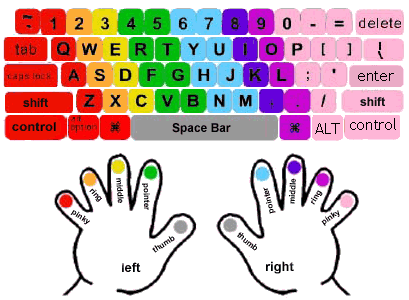 ~ 1 2 3 4 5 6 7 8 9 0 - = delete
tab Q W E R T Y U I O P [ ] {
caps lock A S D F G H J K L ; ' enter
shift Z X C V B N M , . / shift
control alt option ⌘ Space Bar ⌘ ALT control
pinky ring middle pointer thumb left
thumb pointer middle ring pinky right